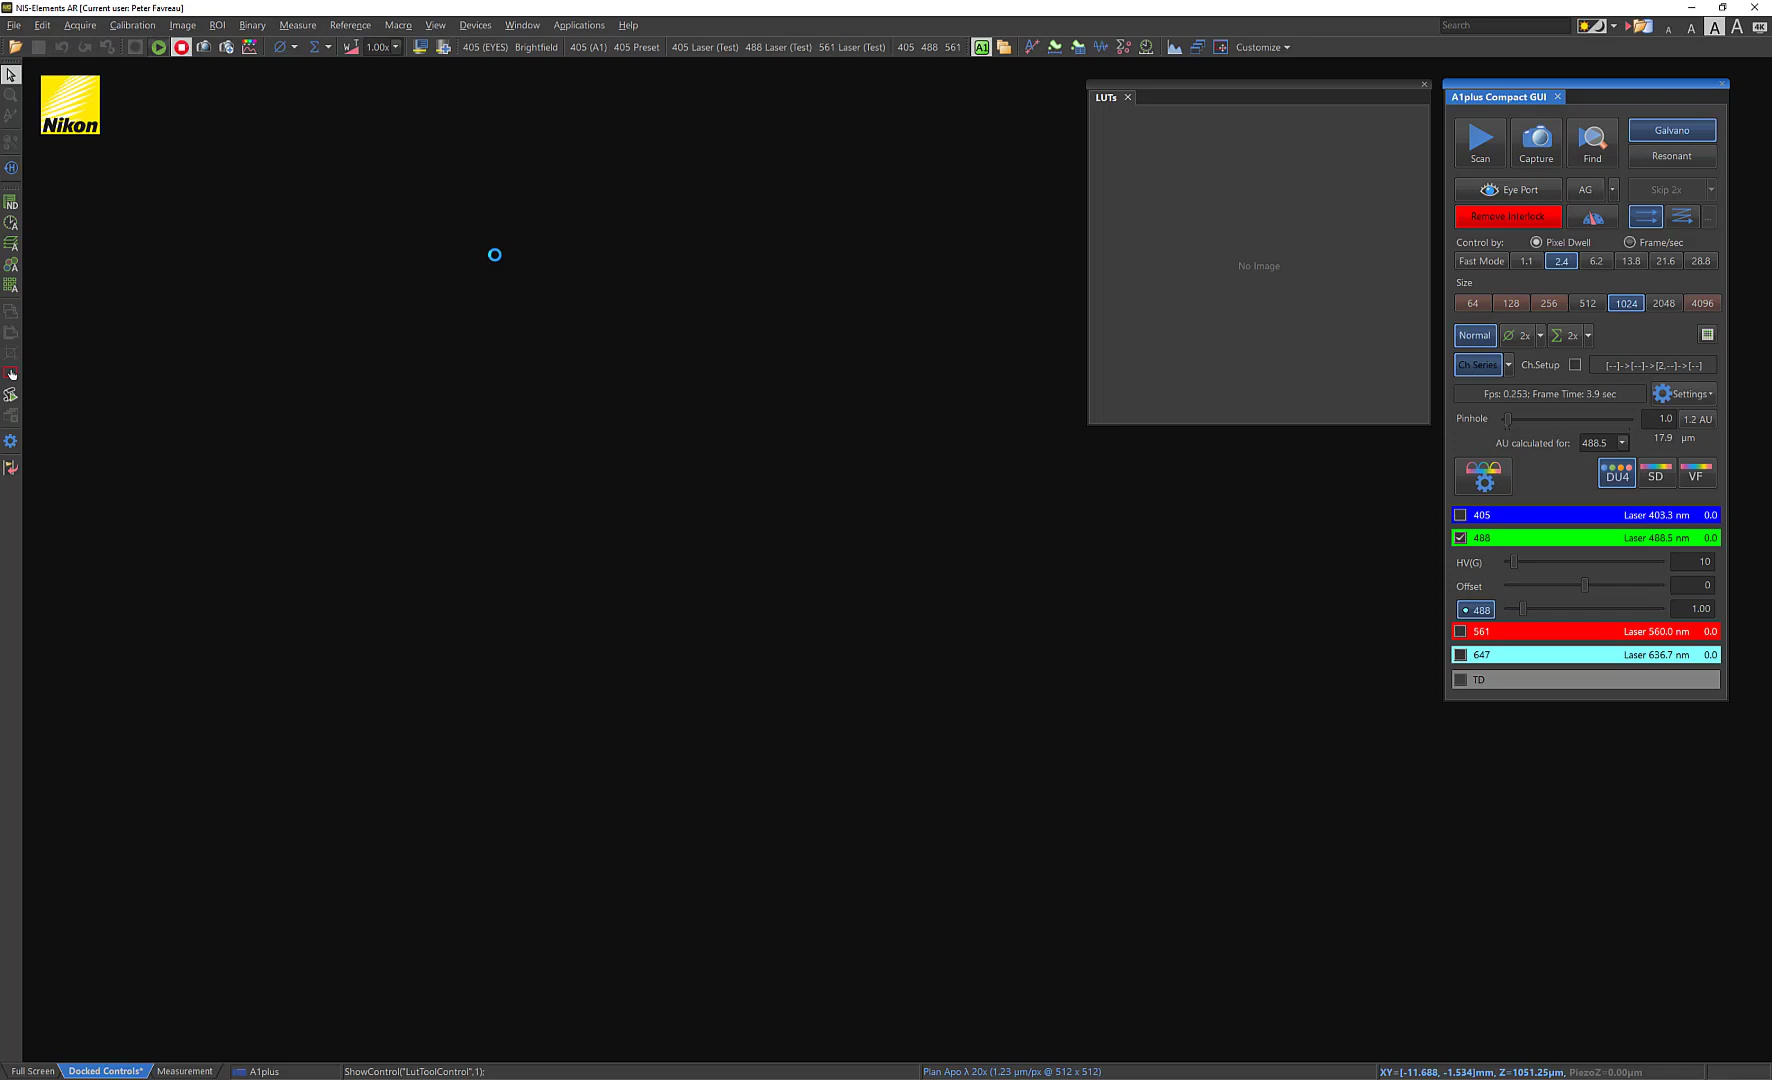 NIS-Elements AR [Current user: Peter Favreau]
File Edit Calibration Acquire Image ROI Binary Measure Reference Macro View Devices Window Applications Help
Search
A A A 4K
1.00x 405 (EYES) Brightfield 405 (A1) 405 Preset 405 Laser (Test) 488 Laser (Test) 561 Laser (Test) 405 488 561 A1 Customize
Nikon
ND
LUTs
No Image
A1plus Compact GUI
Scan Capture Find
Galvano
Resonant
Eye Port AG Skip 2x
Remove Interlock ...
Control by: Pixel Dwell Frame/sec
Fast Mode 1.1 2.4 6.2 13.8 21.6 28.8
Size
64 128 256 512 1024 2048 4096
Normal 2x 2x
Ch Series Ch.Setup [--]->[--]->[2,--]->[--]
Fps: 0.253; Frame Time: 3.9 sec Settings
Pinhole 1.0 1.2 AU
AU calculated for: 488.5 17.9 µm
DU4 SD VF
405 Laser 403.3 nm 0.0
488 Laser 488.5 nm 0.0
HV(G) 10
Offset 0
488 1.00
561 Laser 560.0 nm 0.0
647 Laser 636.7 nm 0.0
TD
Full Screen Docked Controls* Measurement A1plus ShowControl("LutToolControl",1); Plan Apo λ 20x (1.23 µm/px @ 512 x 512) XY=[-11.688, -1.534]mm, Z=1051.25µm, PiezoZ=0.00µm